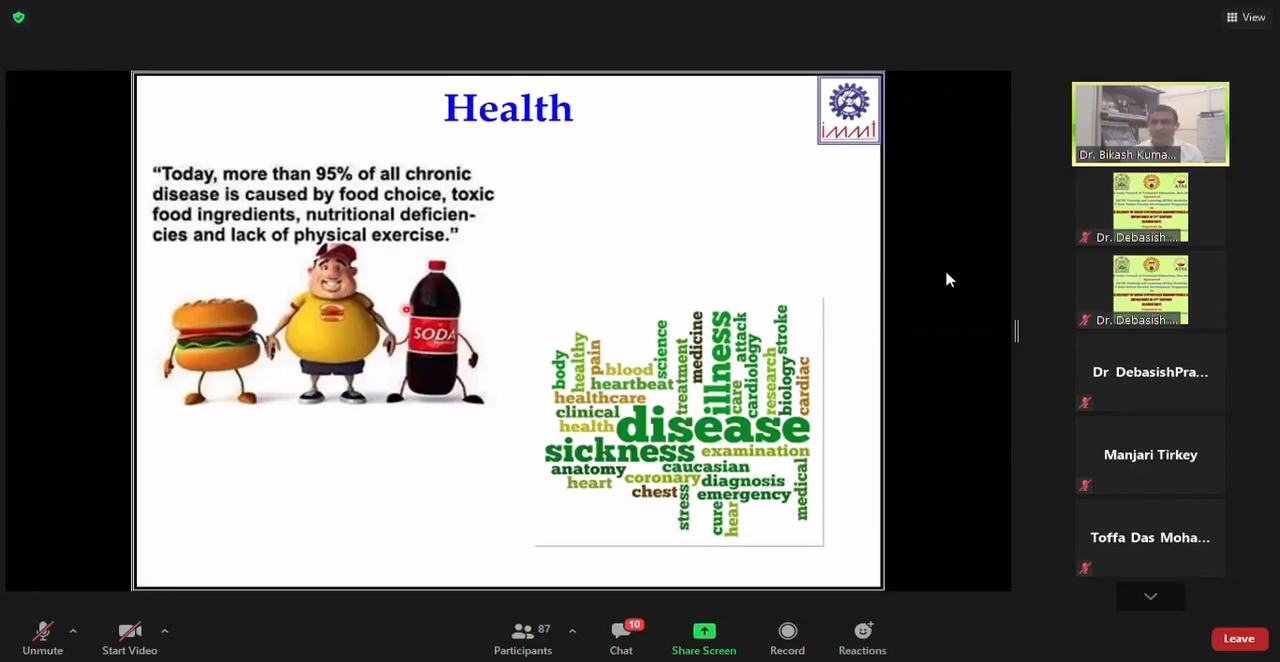 View
Health
immt
“Today, more than 95% of all chronic
disease is caused by food choice, toxic
food ingredients, nutritional deficien-
cies and lack of physical exercise.”
SODA
body
healthy
pain
blood
science
heartbeat
treatment
medicine
illness
attack
care
cardiology
research
biology
stroke
cardiac
healthcare
clinical
health
disease
sickness
examination
anatomy
caucasian
heart
coronary
diagnosis
chest
emergency
stress
cure
hear
medical
Dr. Bikash Kuma...
Dr. Debasish ...
Dr. Debasish ...
Dr DebasishPra...
Manjari Tirkey
Toffa Das Moha...
Unmute
Start Video
Participants
87
Chat
10
Share Screen
Record
Reactions
Leave